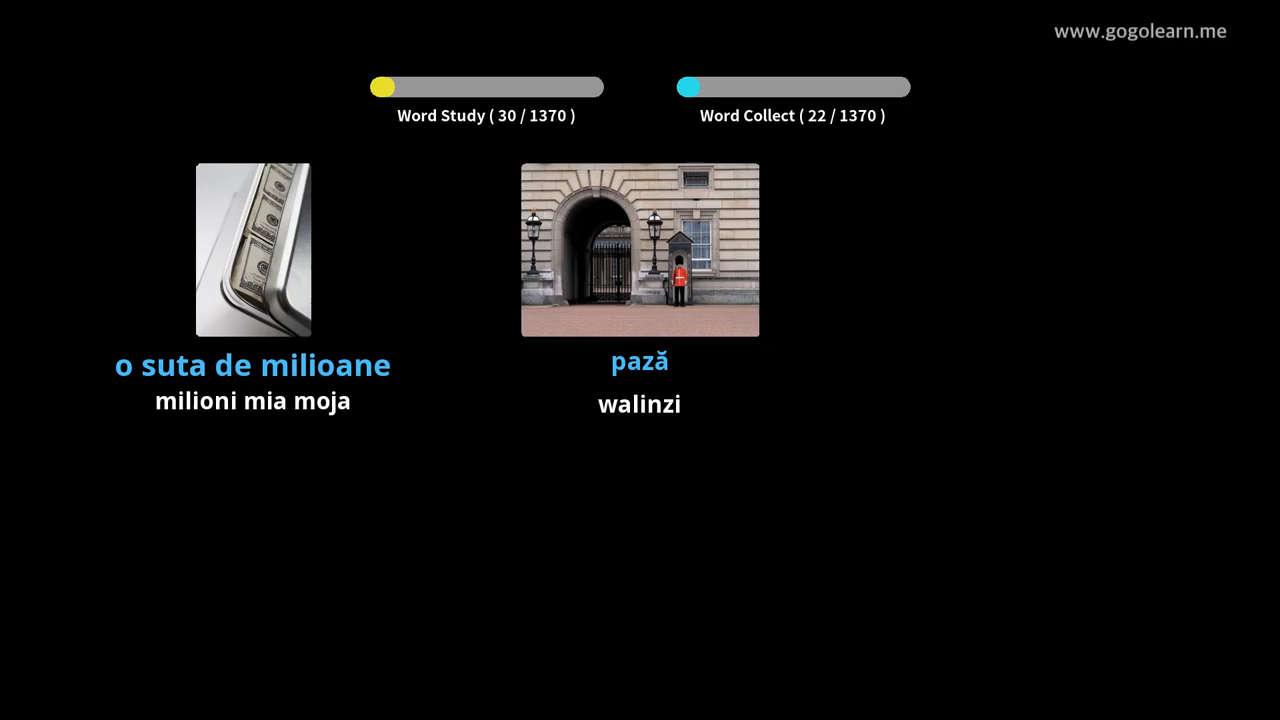 www.gogolearn.me
Word Study ( 30 / 1370 )
Word Collect ( 22 / 1370 )
o suta de milioane
milioni mia moja
pază
walinzi